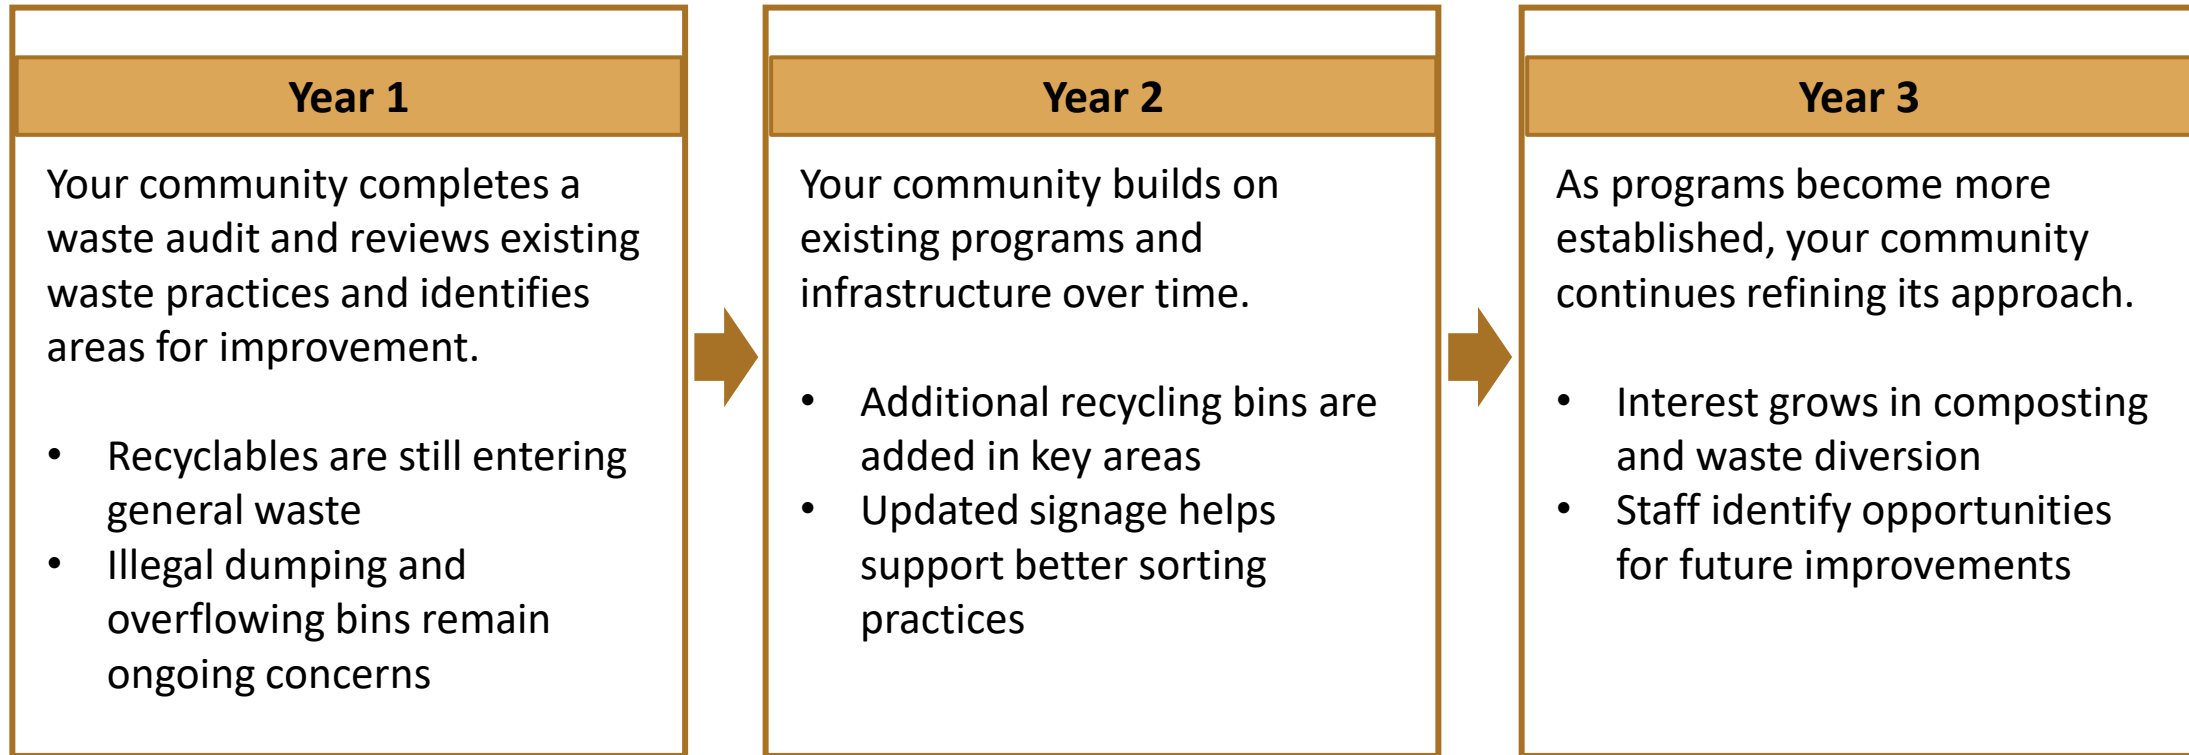 Year 1
Your community completes a
waste audit and reviews existing
waste practices and identifies
areas for improvement.
• Recyclables are still entering
general waste
• Illegal dumping and
overflowing bins remain
ongoing concerns
Year 2
Your community builds on
existing programs and
infrastructure over time.
• Additional recycling bins are
added in key areas
• Updated signage helps
support better sorting
practices
Year 3
As programs become more
established, your community
continues refining its approach.
• Interest grows in composting
and waste diversion
• Staff identify opportunities
for future improvements